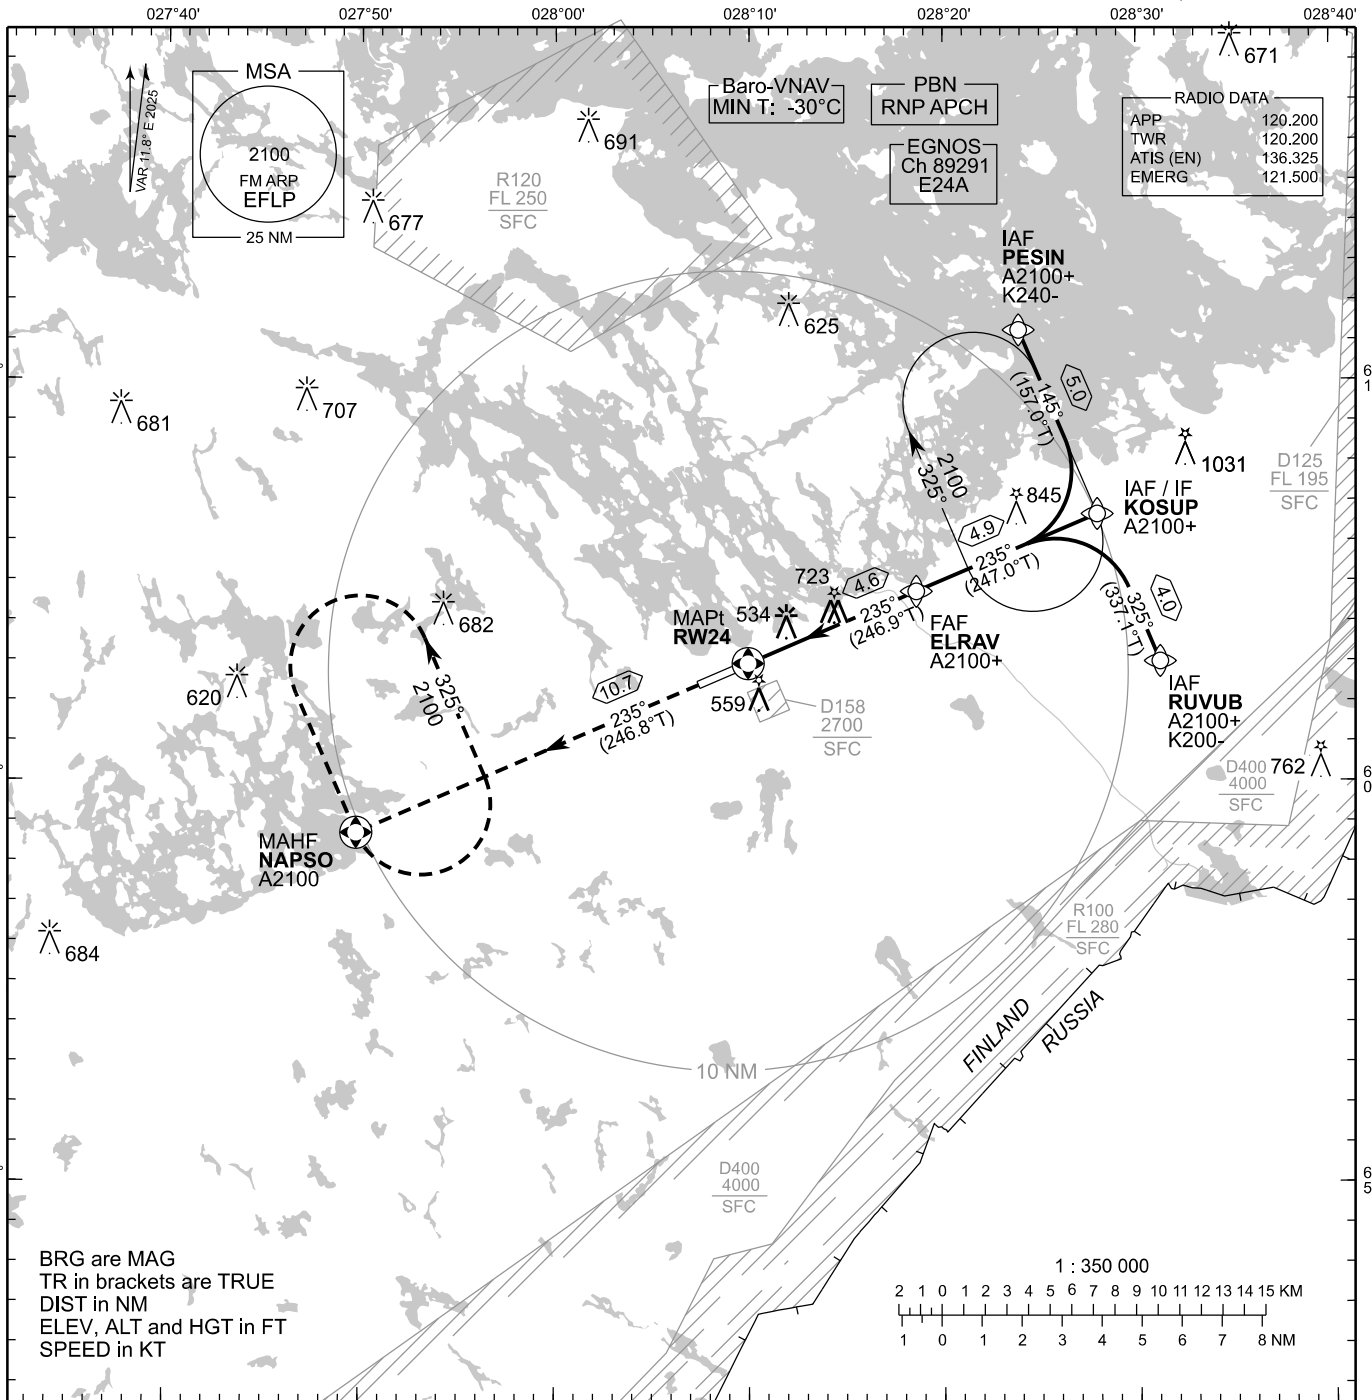 027°40'
027°50'
028°00'
028°10'
028°20'
028°30'
028°40'
VAR 11.8° E 2025
MSA
2100
FM ARP
EFLP
25 NM
Baro-VNAV
MIN T: -30°C
PBN
RNP APCH
EGNOS
Ch 89291
E24A
RADIO DATA
APP 120.200
TWR 120.200
ATIS (EN) 136.325
EMERG 121.500
671
691
677
R120
FL 250
SFC
625
IAF
PESIN
A2100+
K240-
5.0
145°
(157.0°T)
681
707
1031
D125
FL 195
SFC
2100
325°
845
IAF / IF
KOSUP
A2100+
4.9
235°
(247.0°T)
723
4.6
235°
(246.9°T)
534
MAPt
RW24
FAF
ELRAV
A2100+
4.0
325°
(337.1°T)
IAF
RUVUB
A2100+
K200-
682
620
325°
2100
10.7
235°
(246.8°T)
559
D158
2700
SFC
D400
4000
SFC
762
MAHF
NAPSO
A2100
684
R100
FL 280
SFC
FINLAND
RUSSIA
10 NM
D400
4000
SFC
BRG are MAG
TR in brackets are TRUE
DIST in NM
ELEV, ALT and HGT in FT
SPEED in KT
1 : 350 000
2 1 0 1 2 3 4 5 6 7 8 9 10 11 12 13 14 15 KM
1 0 1 2 3 4 5 6 7 8 NM
1
6
0
6
5